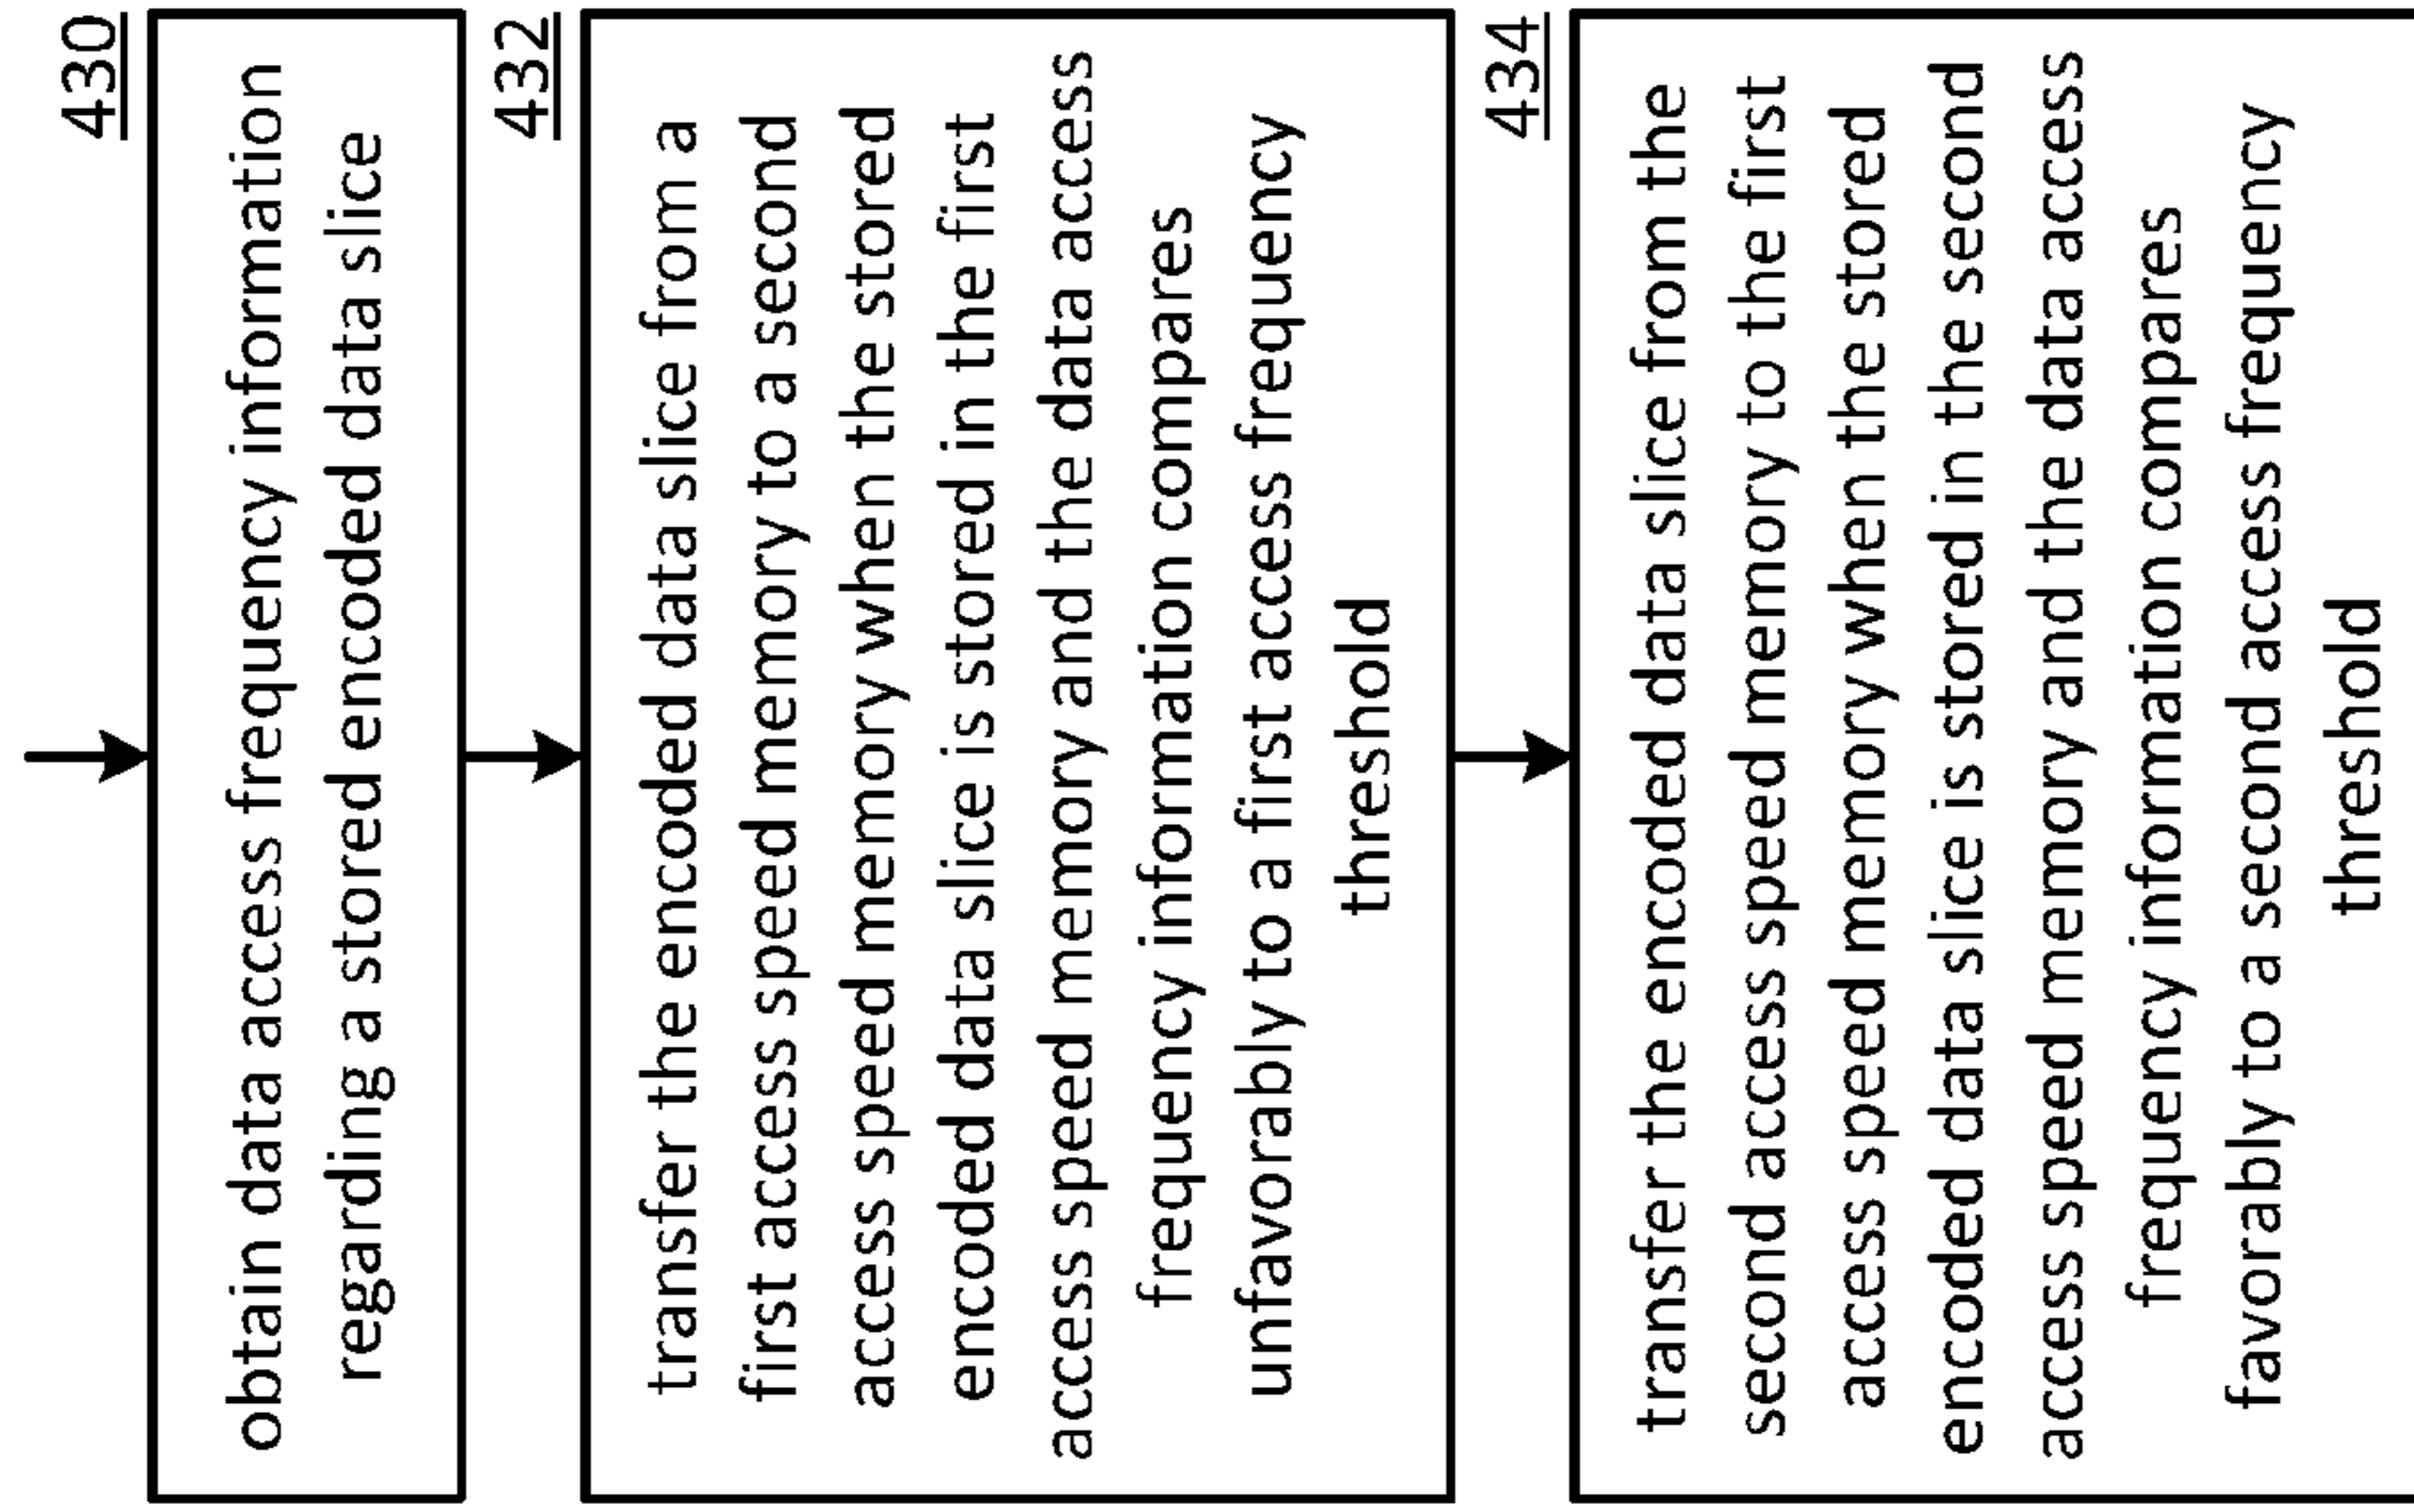 430
obtain data access frequency information
regarding a stored encoded data slice
432
transfer the encoded data slice from a
first access speed memory to a second
access speed memory when the stored
encoded data slice is stored in the first
access speed memory and the data access
frequency information compares
unfavorably to a first access frequency
threshold
434
transfer the encoded data slice from the
second access speed memory to the first
access speed memory when the stored
encoded data slice is stored in the second
access speed memory and the data access
frequency information compares
favorably to a second access frequency
threshold